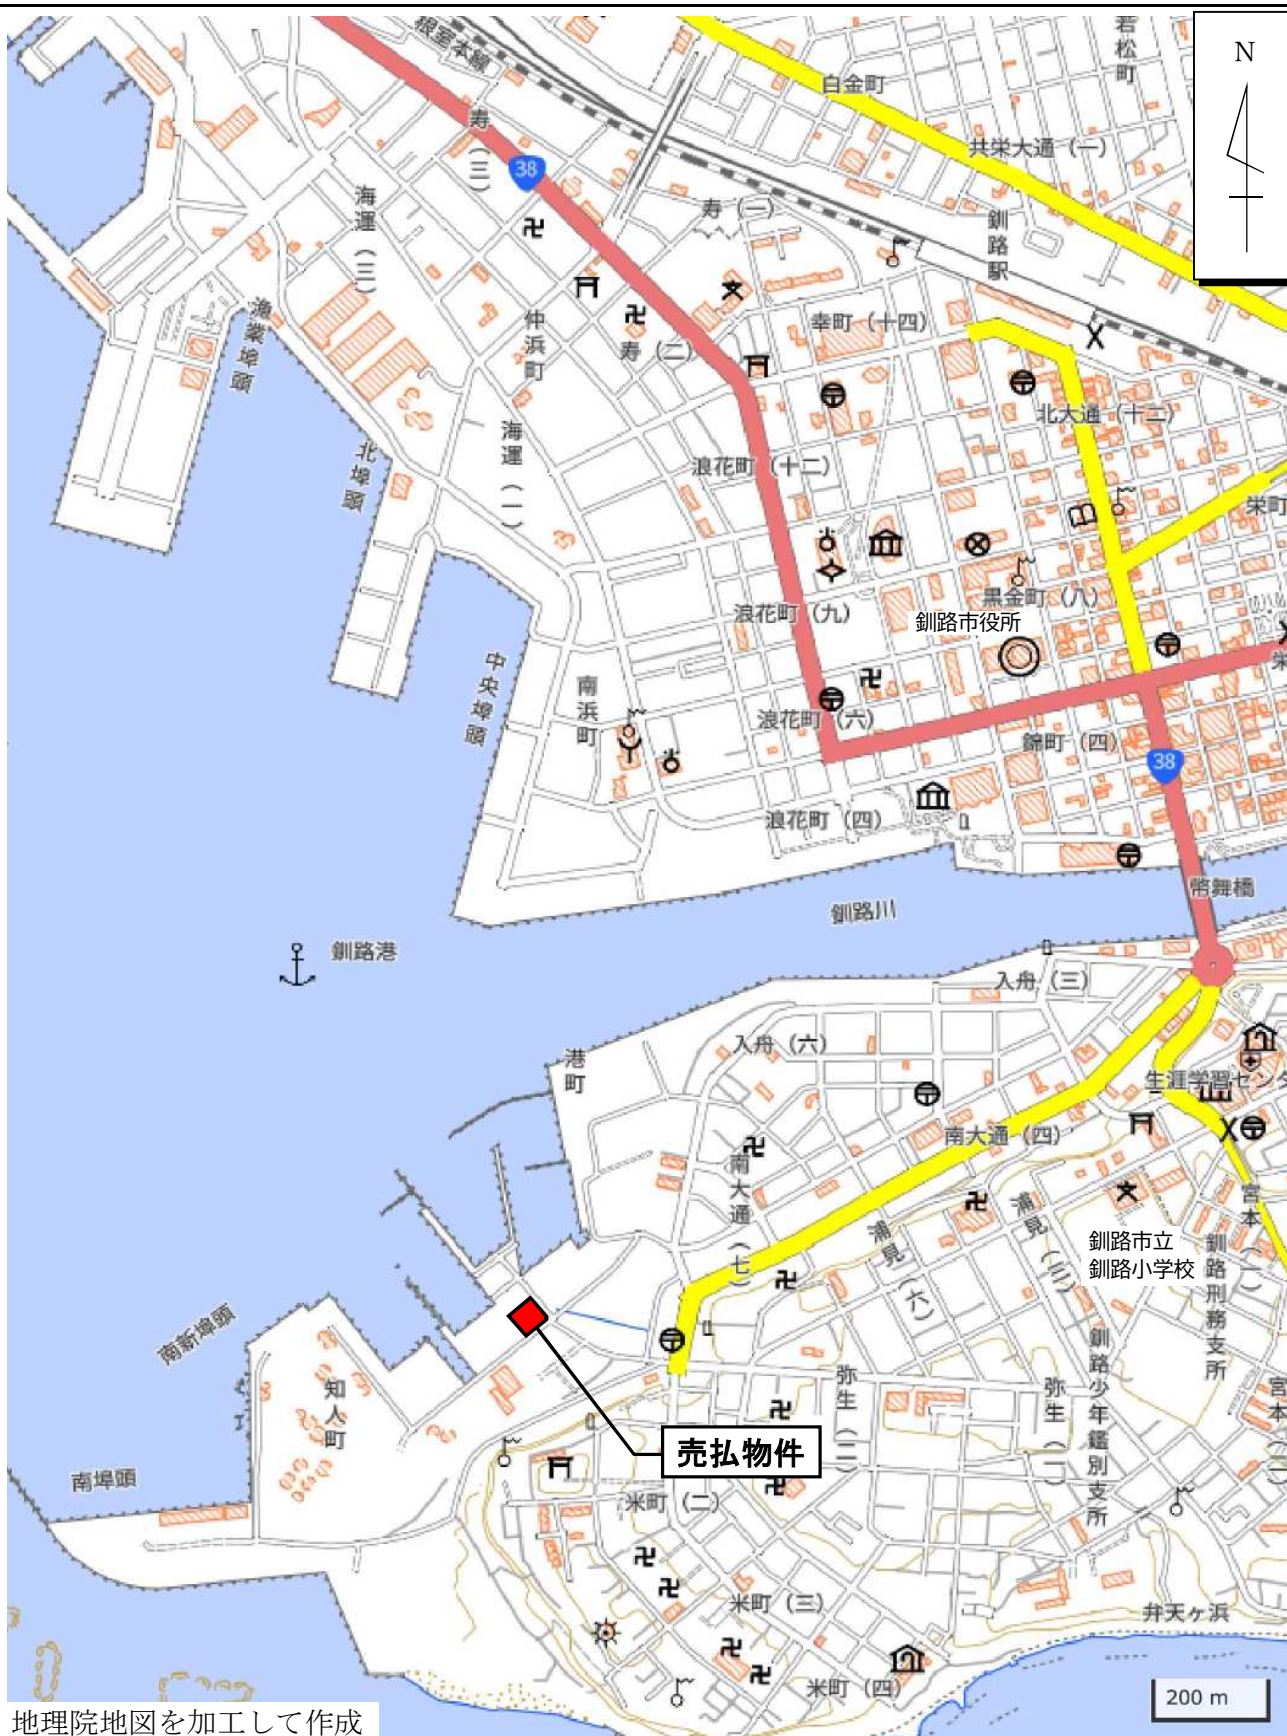 N
根室本線
若松町
白金町
共栄大通（一）
寿（三）
38
海運（三）
寿（一）
釧路駅
漁業埠頭
仲浜町
寿（二）
幸町（十四）
北大通（十二）
海運（一）
北埠頭
浪花町（十二）
栄町
黒金町（八）
浪花町（九）
釧路市役所
中央埠頭
南浜町
浪花町（六）
栄
錦町（四）
38
浪花町（四）
幣舞橋
釧路川
釧路港
入舟（三）
入舟（六）
港町
生涯学習センタ
南大通（四）
南大通（七）
宮本（一）
浦見（三）
浦見（六）
釧路市立
釧路小学校
釧路刑務支所
南新埠頭
知人町
弥生（二）
弥生（一）
釧路少年鑑別支所
宮本（二）
売払物件
南埠頭
米町（二）
米町（三）
弁天ヶ浜
米町（四）
200 m
地理院地図を加工して作成